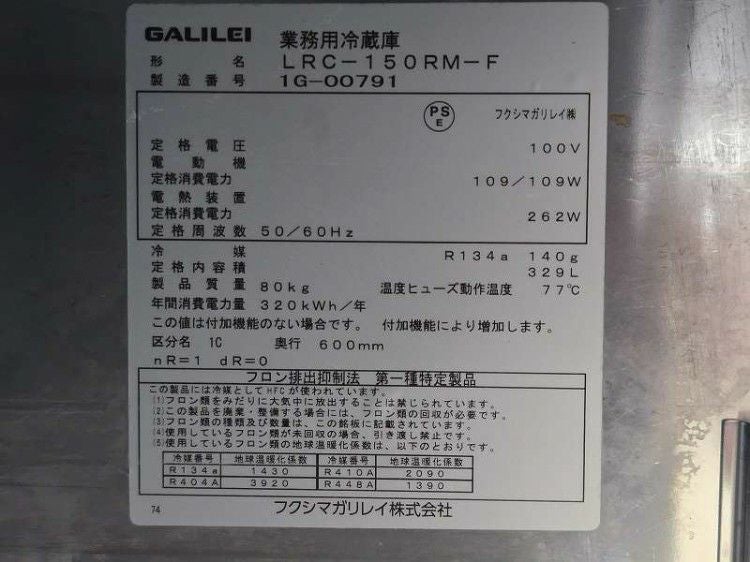 GALILEI 業務用冷蔵庫
形名 LRC-150RM-F
製造番号 1G-00791
PS E フクシマガリレイ㈱
定格電圧 100V
電動機
定格消費電力 109/109W
電熱装置
定格消費電力 262W
定格周波数 50/60Hz
冷媒 R134a 140g
定格内容積 329L
製品質量 80kg 温度ヒューズ動作温度 77℃
年間消費電力量 320kWh/年
この値は付加機能のない場合です。 付加機能により増加します。
区分名 1C 奥行 600mm
nR=1 dR=0
フロン排出抑制法 第一種特定製品
この製品には冷媒としてHFCが使われています。
(1)フロン類をみだりに大気中に放出することは禁じられています。
(2)この製品を廃棄・整備する場合には、フロン類の回収が必要です。
(3)フロン類の種類及び数量は、この銘板に記載されています。
(4)使用しているフロン類が未回収の場合、引き渡し禁止です。
(5)使用しているフロン類の地球温暖化係数は、以下のとおりです。
冷媒番号 地球温暖化係数 冷媒番号 地球温暖化係数
R134a 1430 R410A 2090
R404A 3920 R448A 1390
74 フクシマガリレイ株式会社